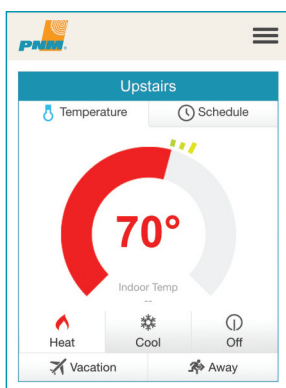 PNM.
Upstairs
Temperature Schedule
70°
Indoor Temp
--
Heat Cool Off
Vacation Away